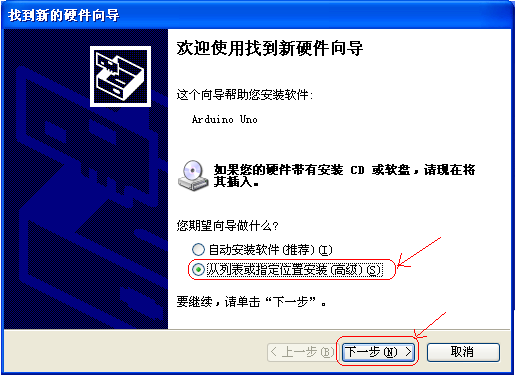 找到新的硬件向导
欢迎使用找到新硬件向导
这个向导帮助您安装软件:
Arduino Uno
如果您的硬件带有安装 CD 或软盘，请现在将
其插入。
您期望向导做什么?
自动安装软件(推荐)(I)
从列表或指定位置安装(高级)(S)
要继续，请单击“下一步”。
< 上一步(B)
下一步(N) >
取消